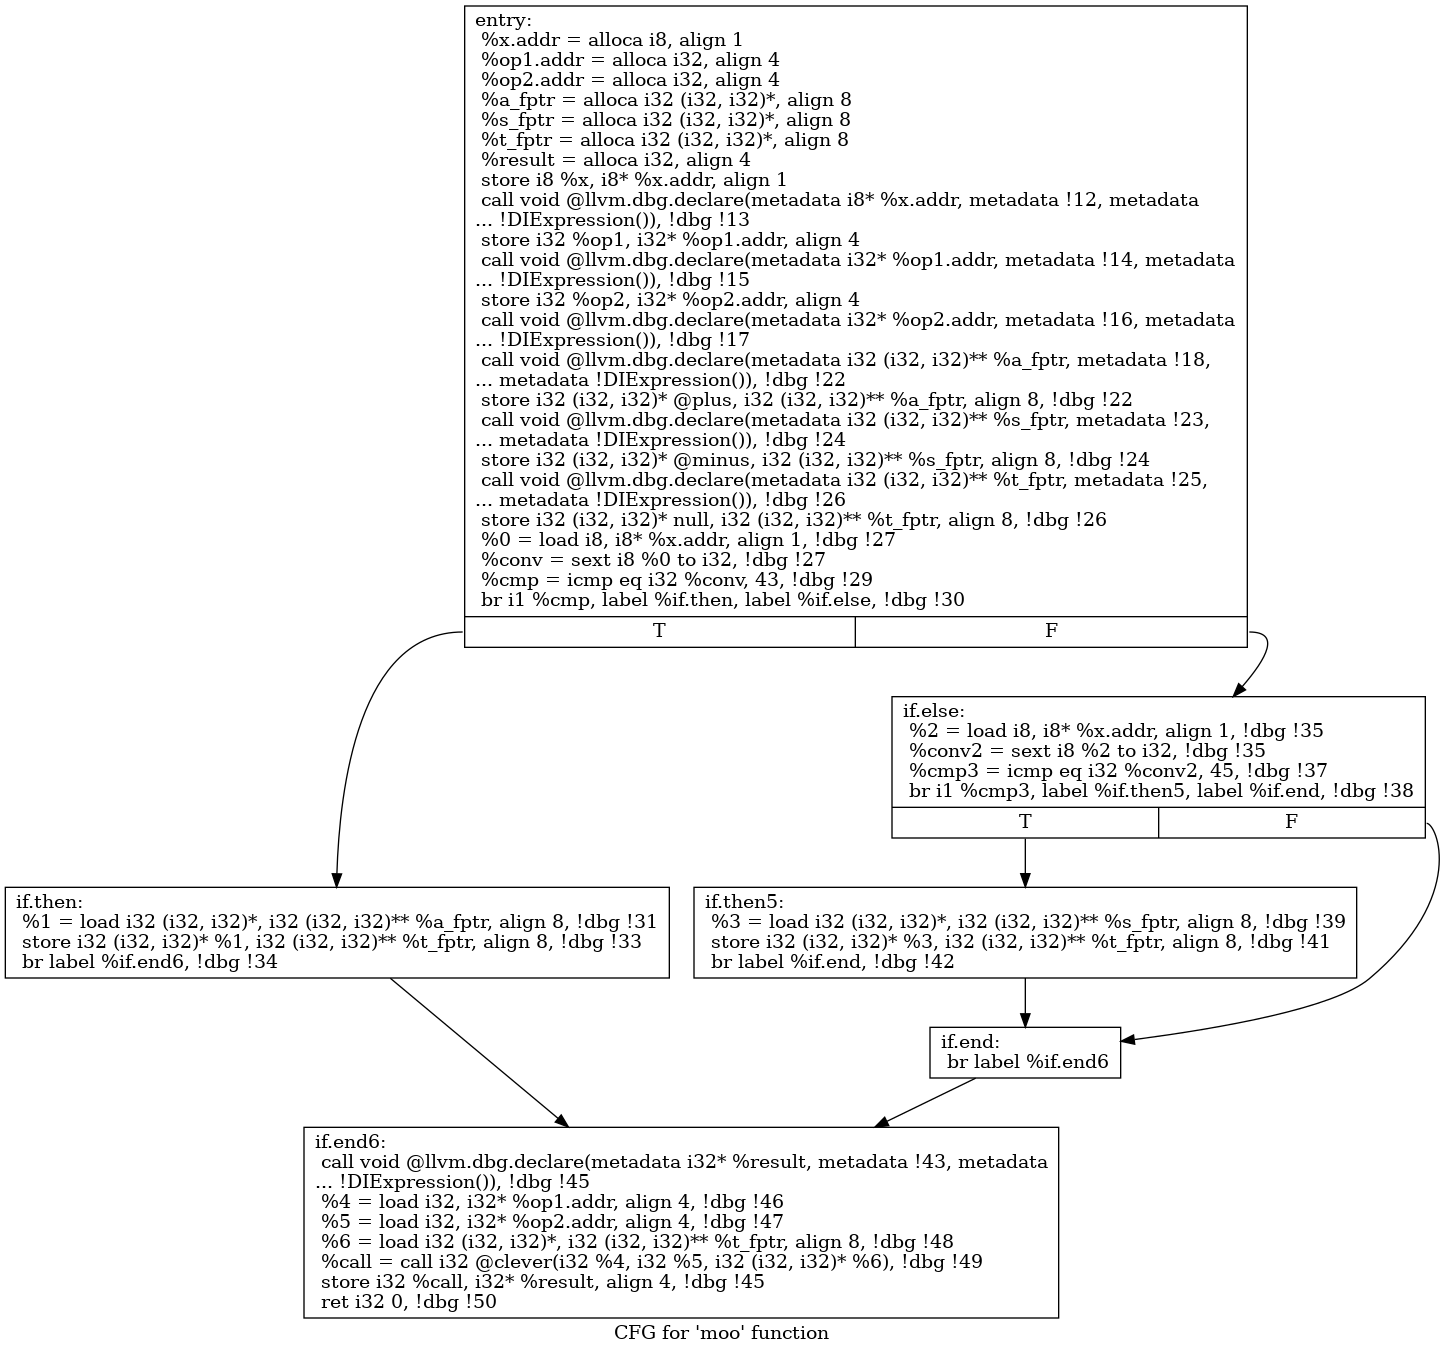 entry:
%x.addr = alloca i8, align 1
%op1.addr = alloca i32, align 4
%op2.addr = alloca i32, align 4
%a_fptr = alloca i32 (i32, i32)*, align 8
%s_fptr = alloca i32 (i32, i32)*, align 8
%t_fptr = alloca i32 (i32, i32)*, align 8
%result = alloca i32, align 4
store i8 %x, i8* %x.addr, align 1
call void @llvm.dbg.declare(metadata i8* %x.addr, metadata !12, metadata
... !DIExpression()), !dbg !13
store i32 %op1, i32* %op1.addr, align 4
call void @llvm.dbg.declare(metadata i32* %op1.addr, metadata !14, metadata
... !DIExpression()), !dbg !15
store i32 %op2, i32* %op2.addr, align 4
call void @llvm.dbg.declare(metadata i32* %op2.addr, metadata !16, metadata
... !DIExpression()), !dbg !17
call void @llvm.dbg.declare(metadata i32 (i32, i32)** %a_fptr, metadata !18,
... metadata !DIExpression()), !dbg !22
store i32 (i32, i32)* @plus, i32 (i32, i32)** %a_fptr, align 8, !dbg !22
call void @llvm.dbg.declare(metadata i32 (i32, i32)** %s_fptr, metadata !23,
... metadata !DIExpression()), !dbg !24
store i32 (i32, i32)* @minus, i32 (i32, i32)** %s_fptr, align 8, !dbg !24
call void @llvm.dbg.declare(metadata i32 (i32, i32)** %t_fptr, metadata !25,
... metadata !DIExpression()), !dbg !26
store i32 (i32, i32)* null, i32 (i32, i32)** %t_fptr, align 8, !dbg !26
%0 = load i8, i8* %x.addr, align 1, !dbg !27
%conv = sext i8 %0 to i32, !dbg !27
%cmp = icmp eq i32 %conv, 43, !dbg !29
br i1 %cmp, label %if.then, label %if.else, !dbg !30
T
F
if.else:
%2 = load i8, i8* %x.addr, align 1, !dbg !35
%conv2 = sext i8 %2 to i32, !dbg !35
%cmp3 = icmp eq i32 %conv2, 45, !dbg !37
br i1 %cmp3, label %if.then5, label %if.end, !dbg !38
T
F
if.then:
%1 = load i32 (i32, i32)*, i32 (i32, i32)** %a_fptr, align 8, !dbg !31
store i32 (i32, i32)* %1, i32 (i32, i32)** %t_fptr, align 8, !dbg !33
br label %if.end6, !dbg !34
if.then5:
%3 = load i32 (i32, i32)*, i32 (i32, i32)** %s_fptr, align 8, !dbg !39
store i32 (i32, i32)* %3, i32 (i32, i32)** %t_fptr, align 8, !dbg !41
br label %if.end, !dbg !42
if.end:
br label %if.end6
if.end6:
call void @llvm.dbg.declare(metadata i32* %result, metadata !43, metadata
... !DIExpression()), !dbg !45
%4 = load i32, i32* %op1.addr, align 4, !dbg !46
%5 = load i32, i32* %op2.addr, align 4, !dbg !47
%6 = load i32 (i32, i32)*, i32 (i32, i32)** %t_fptr, align 8, !dbg !48
%call = call i32 @clever(i32 %4, i32 %5, i32 (i32, i32)* %6), !dbg !49
store i32 %call, i32* %result, align 4, !dbg !45
ret i32 0, !dbg !50
CFG for 'moo' function